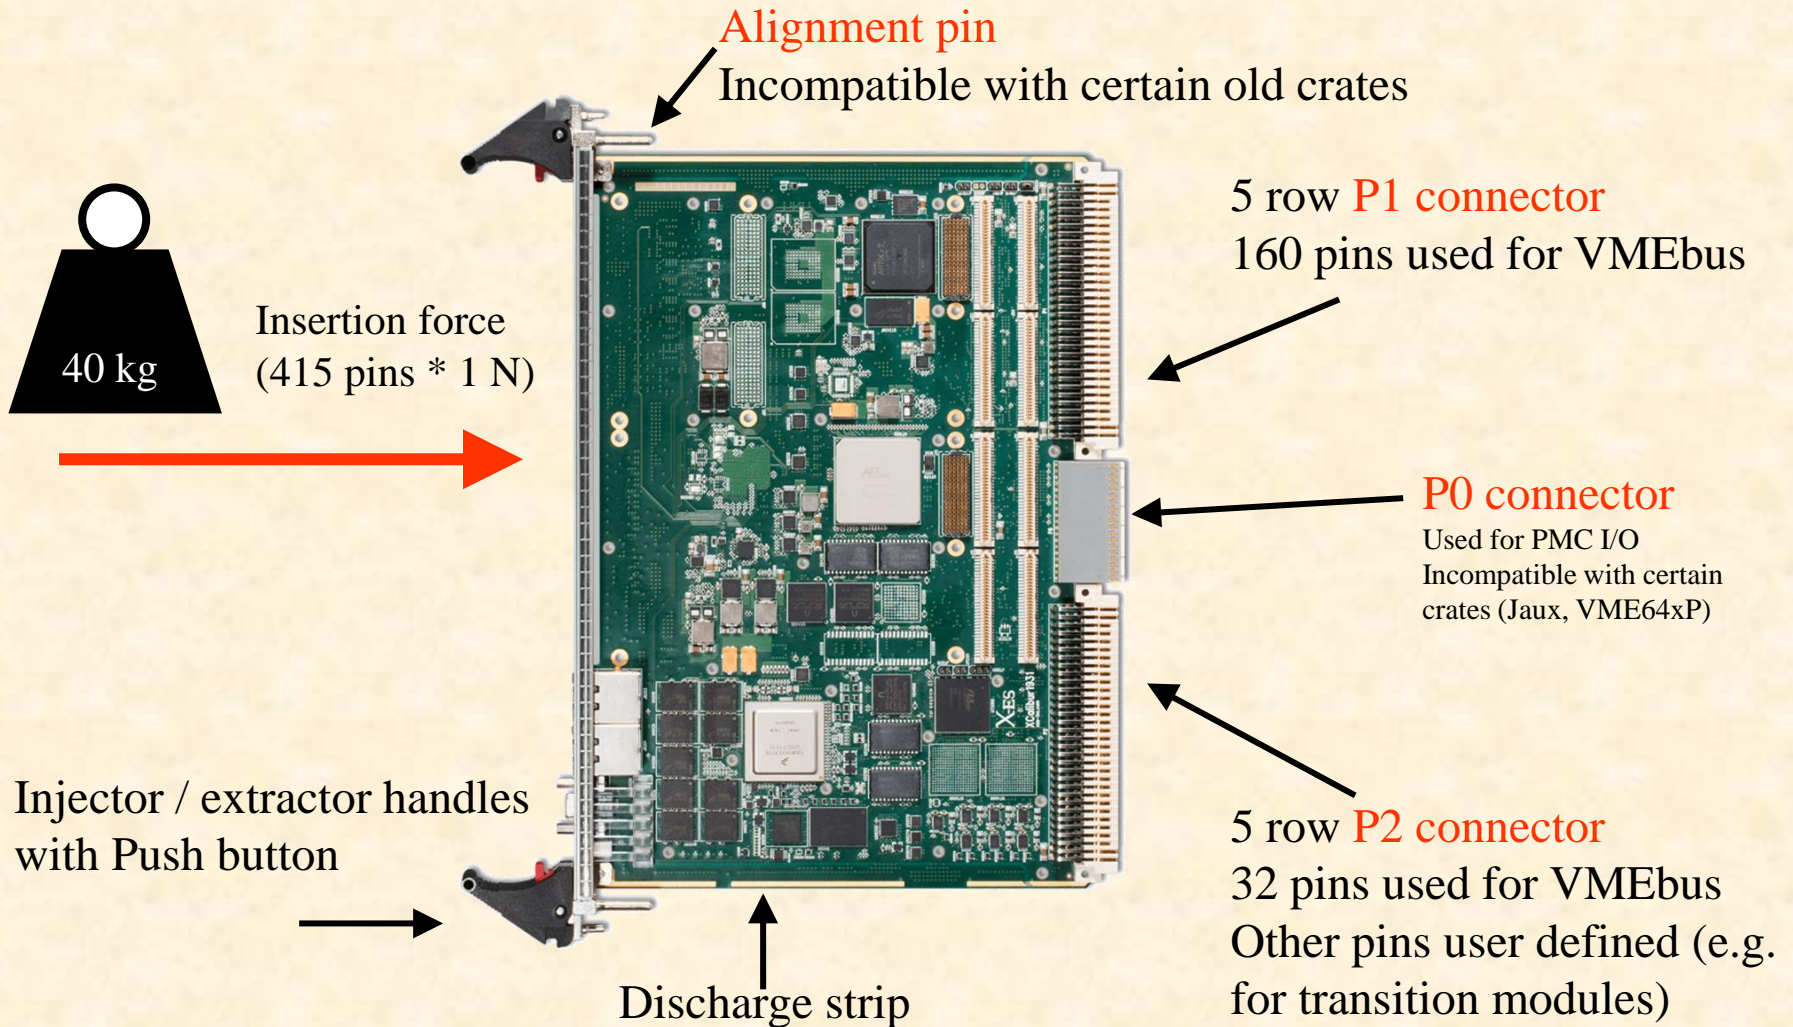 Alignment pin
Incompatible with certain old crates
5 row P1 connector
160 pins used for VMEbus
Insertion force
(415 pins * 1 N)
40 kg
P0 connector
Used for PMC I/O
Incompatible with certain
crates (Jaux, VME64xP)
X-ES
XCalibur1931
Injector / extractor handles
with Push button
5 row P2 connector
32 pins used for VMEbus
Other pins user defined (e.g.
for transition modules)
Discharge strip